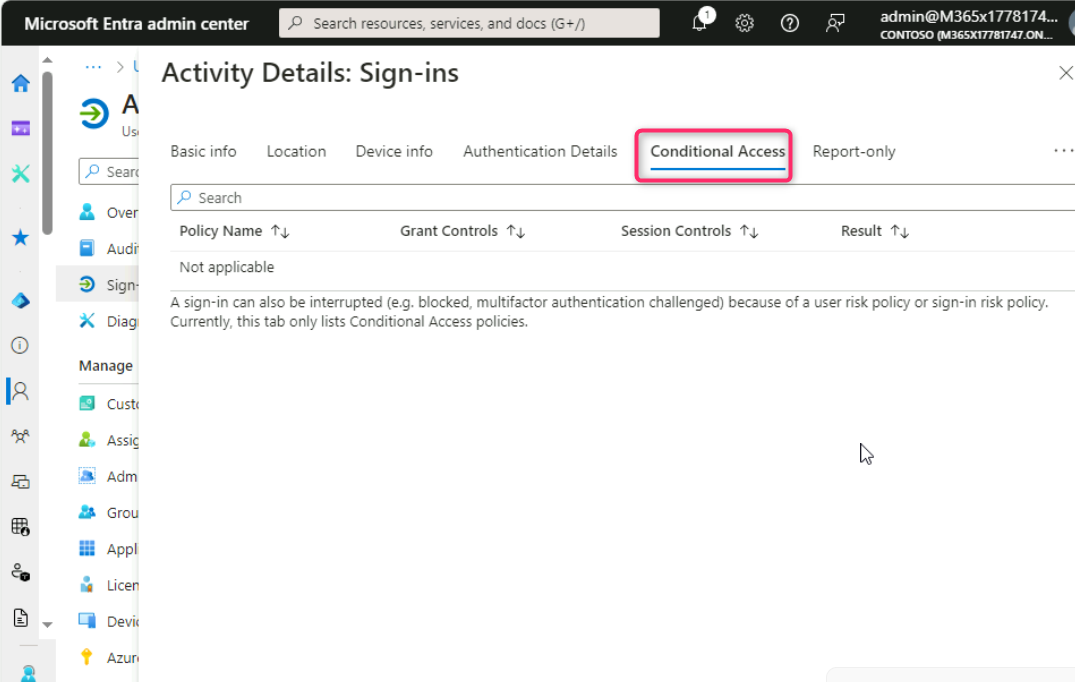 Microsoft Entra admin center
Search resources, services, and docs (G+/)
1
admin@M365x1778174...
CONTOSO (M365X17781747.ON...
... > U
A
Use
Searc
Over
Audi
Sign-
Diag
Manage
Custo
Assig
Adm
Grou
Appl
Licen
Devic
Azure
Activity Details: Sign-ins
Basic info Location Device info Authentication Details Conditional Access Report-only ...
Search
Policy Name ↑↓ Grant Controls ↑↓ Session Controls ↑↓ Result ↑↓
Not applicable
A sign-in can also be interrupted (e.g. blocked, multifactor authentication challenged) because of a user risk policy or sign-in risk policy.
Currently, this tab only lists Conditional Access policies.